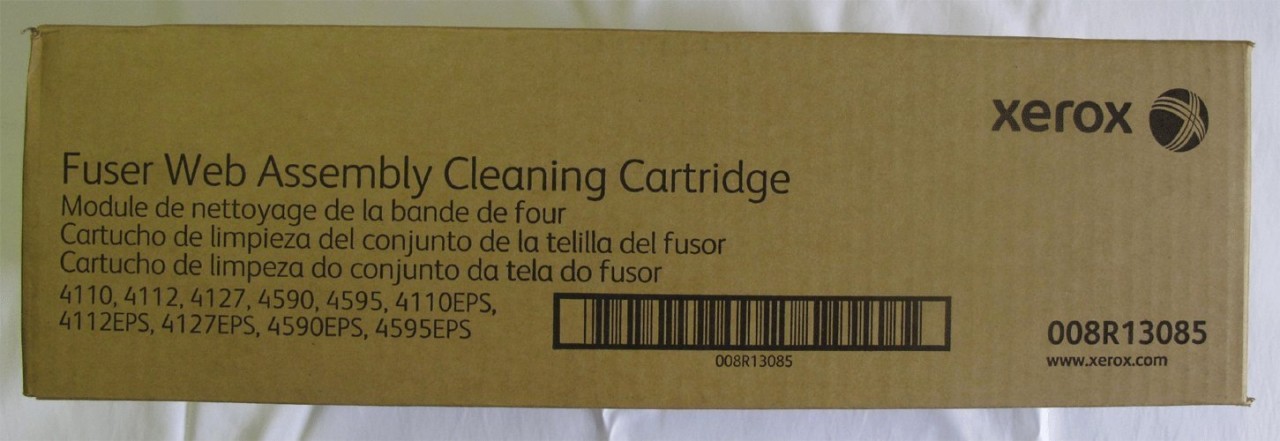 xerox
Fuser Web Assembly Cleaning Cartridge
Module de nettoyage de la bande de four
Cartucho de limpieza del conjunto de la telilla del fusor
Cartucho de limpeza do conjunto da tela do fusor
4110, 4112, 4127, 4590, 4595, 4110EPS,
4112EPS, 4127EPS, 4590EPS, 4595EPS
008R13085
008R13085
www.xerox.com